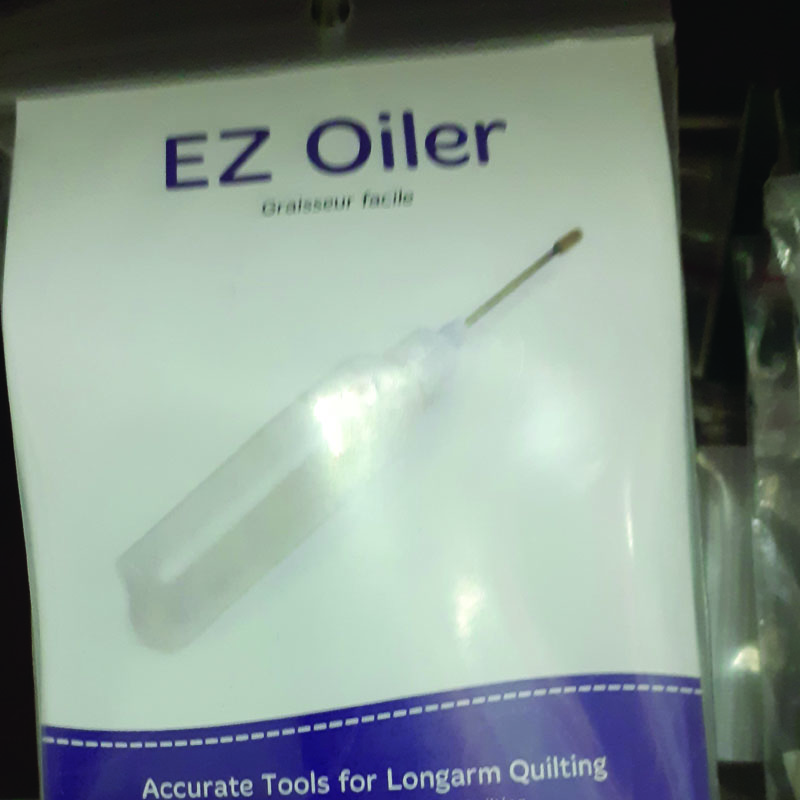 EZ Oiler
Graisseur facile
Accurate Tools for Longarm Quilting